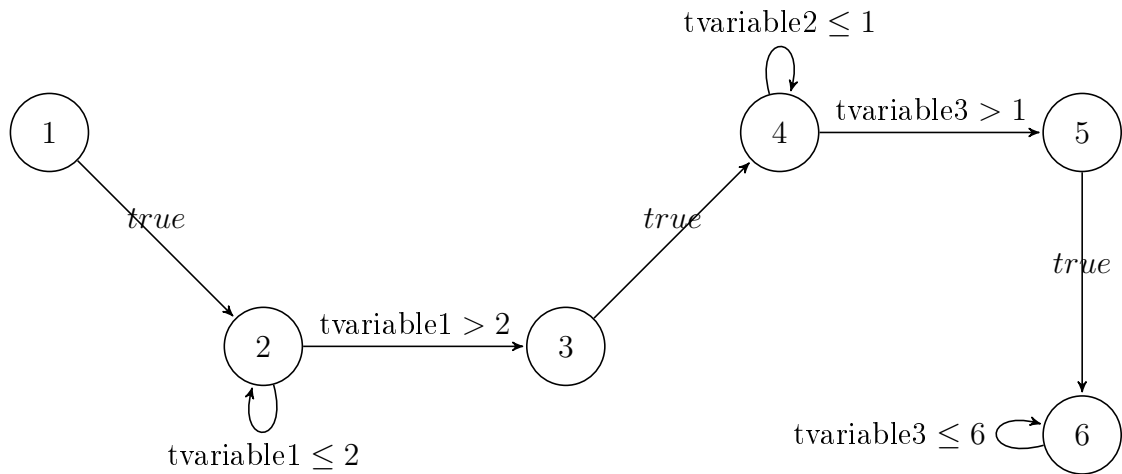 tvariable2 ≤ 1
1
4
tvariable3 > 1
5
true
true
true
2
tvariable1 > 2
3
tvariable1 ≤ 2
tvariable3 ≤ 6
6